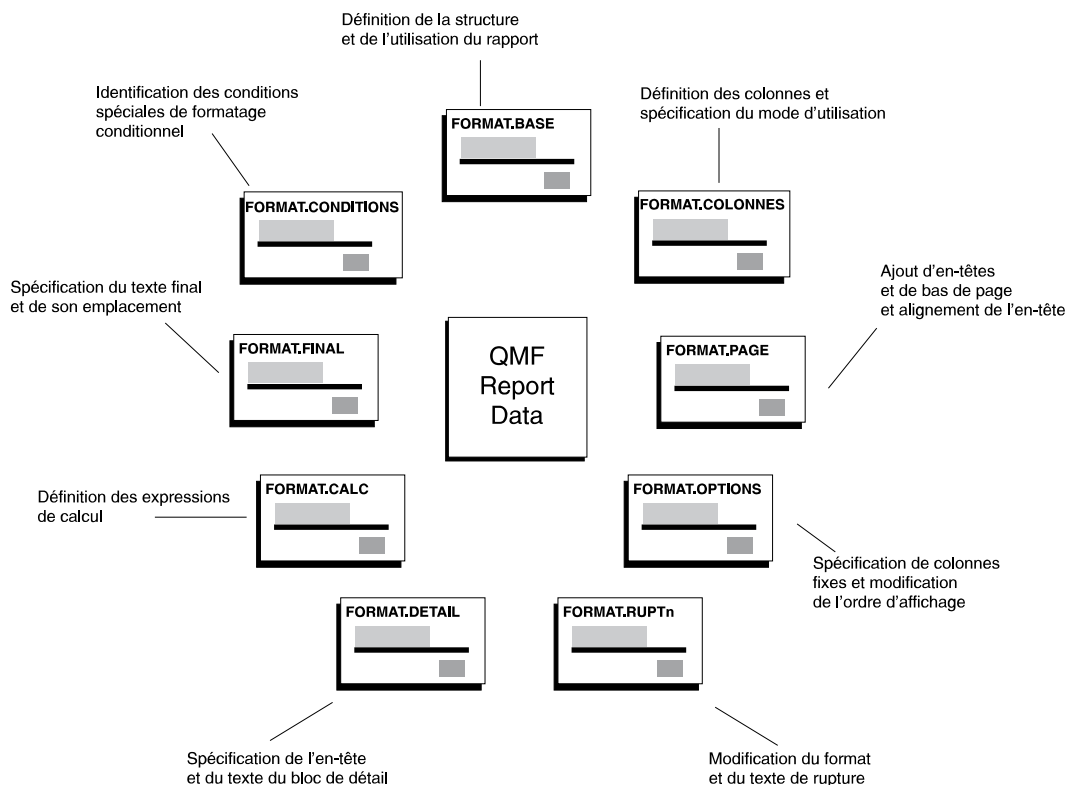 Définition de la structure
et de l'utilisation du rapport
Identification des conditions
spéciales de formatage
conditionnel
Définition des colonnes et
spécification du mode d'utilisation
FORMAT.BASE
FORMAT.CONDITIONS
FORMAT.COLONNES
Spécification du texte final
et de son emplacement
Ajout d'en-têtes
et de bas de page
et alignement de l'en-tête
FORMAT.FINAL
QMF
Report
Data
FORMAT.PAGE
Définition des expressions
de calcul
FORMAT.CALC
FORMAT.OPTIONS
Spécification de colonnes
fixes et modification
de l'ordre d'affichage
FORMAT.DETAIL
FORMAT.RUPTn
Spécification de l'en-tête
et du texte du bloc de détail
Modification du format
et du texte de rupture